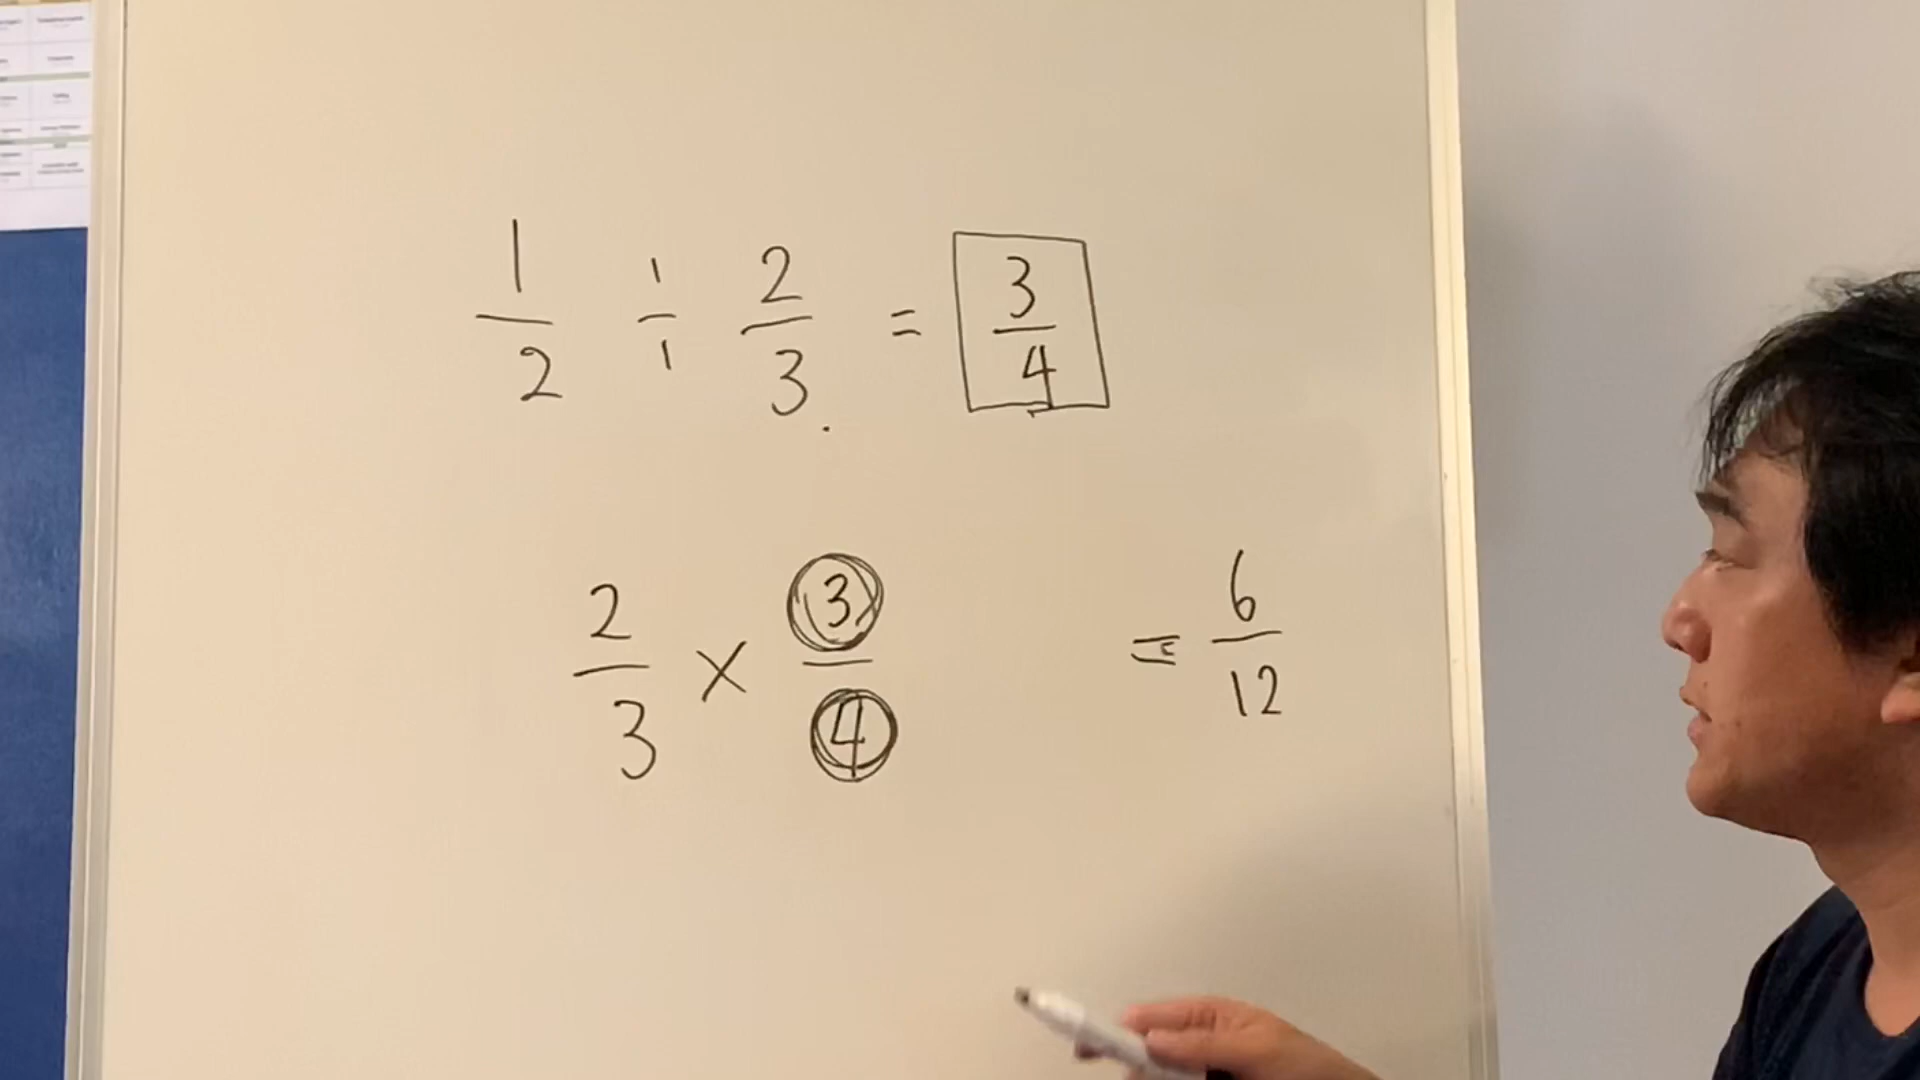 1/2 ÷ 2/3 = 3/4
2/3 × 3/4 = 6/12